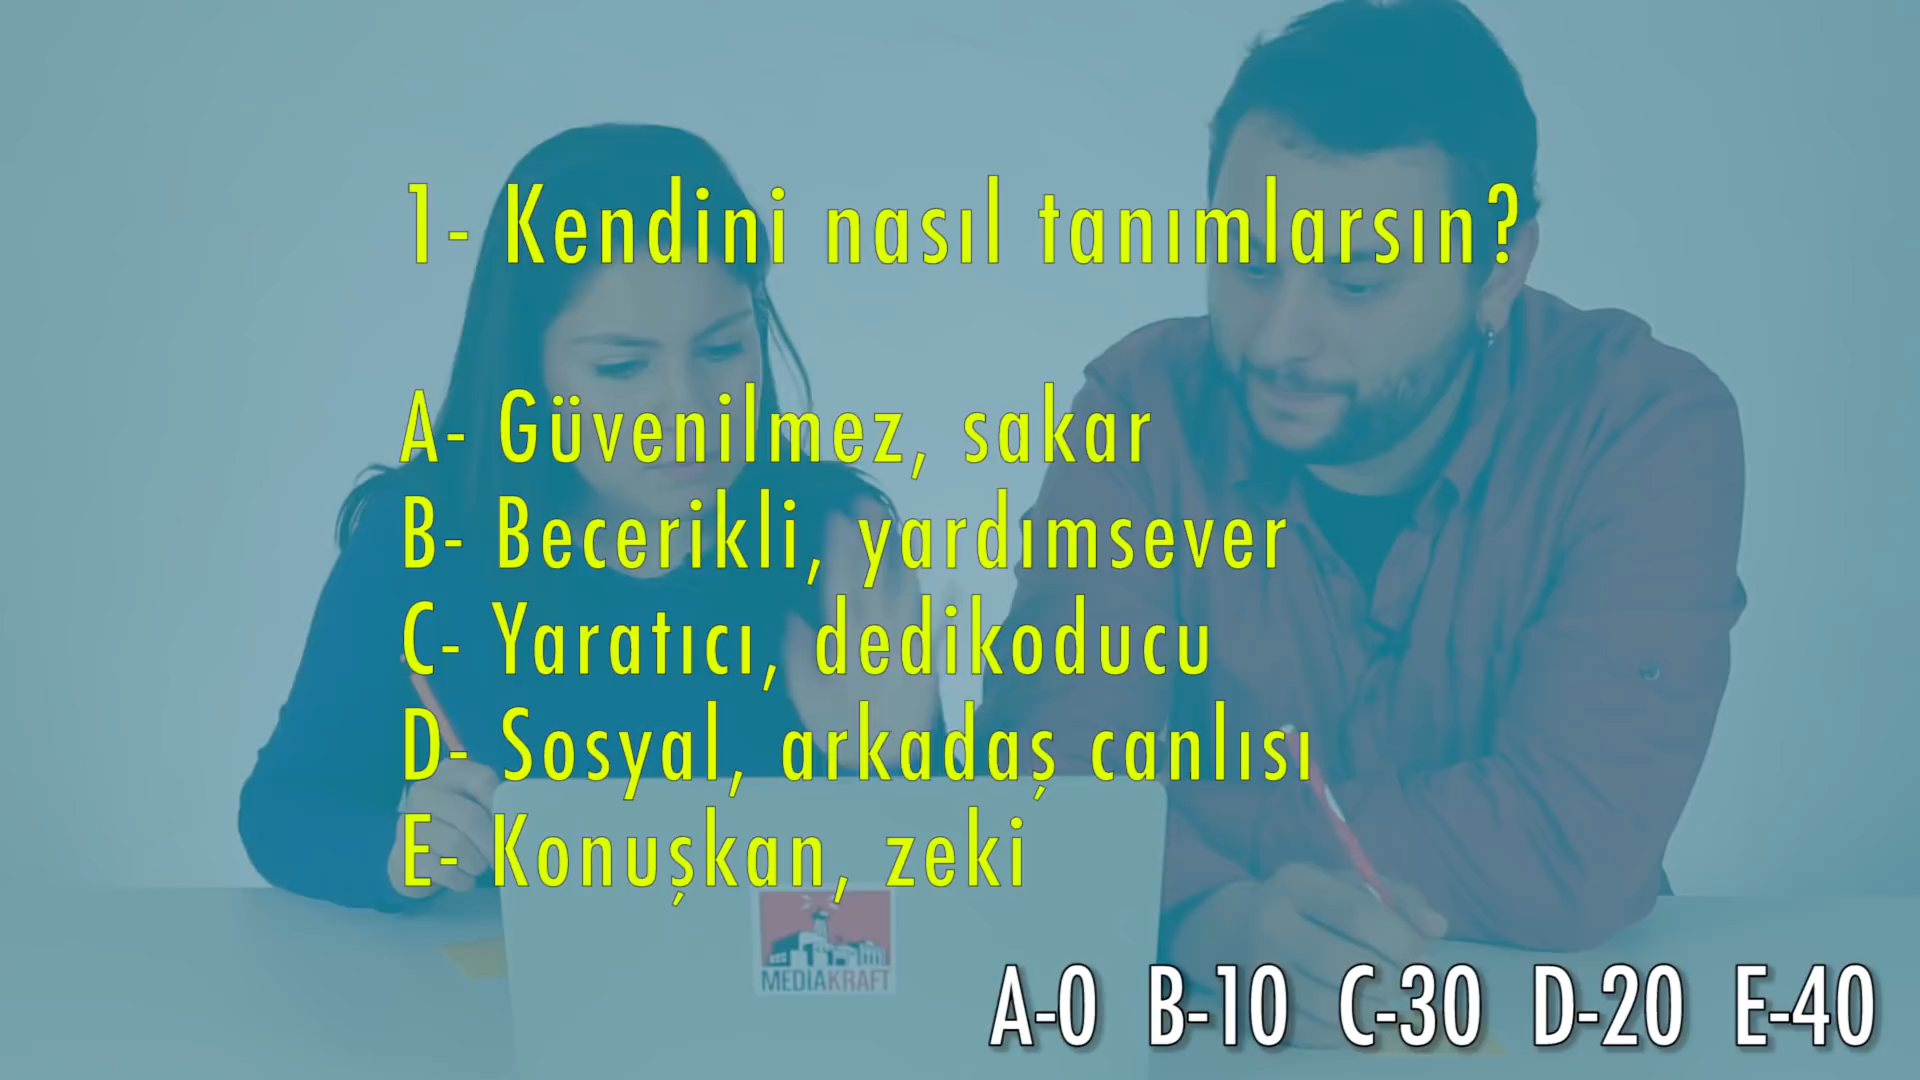 1- Kendini nasıl tanımlarsın?
A- Güvenilmez, sakar
B- Becerikli, yardımsever
C- Yaratıcı, dedikoducu
D- Sosyal, arkadaş canlısı
E- Konuşkan, zeki
MEDIAKRAFT
A-0 B-10 C-30 D-20 E-40